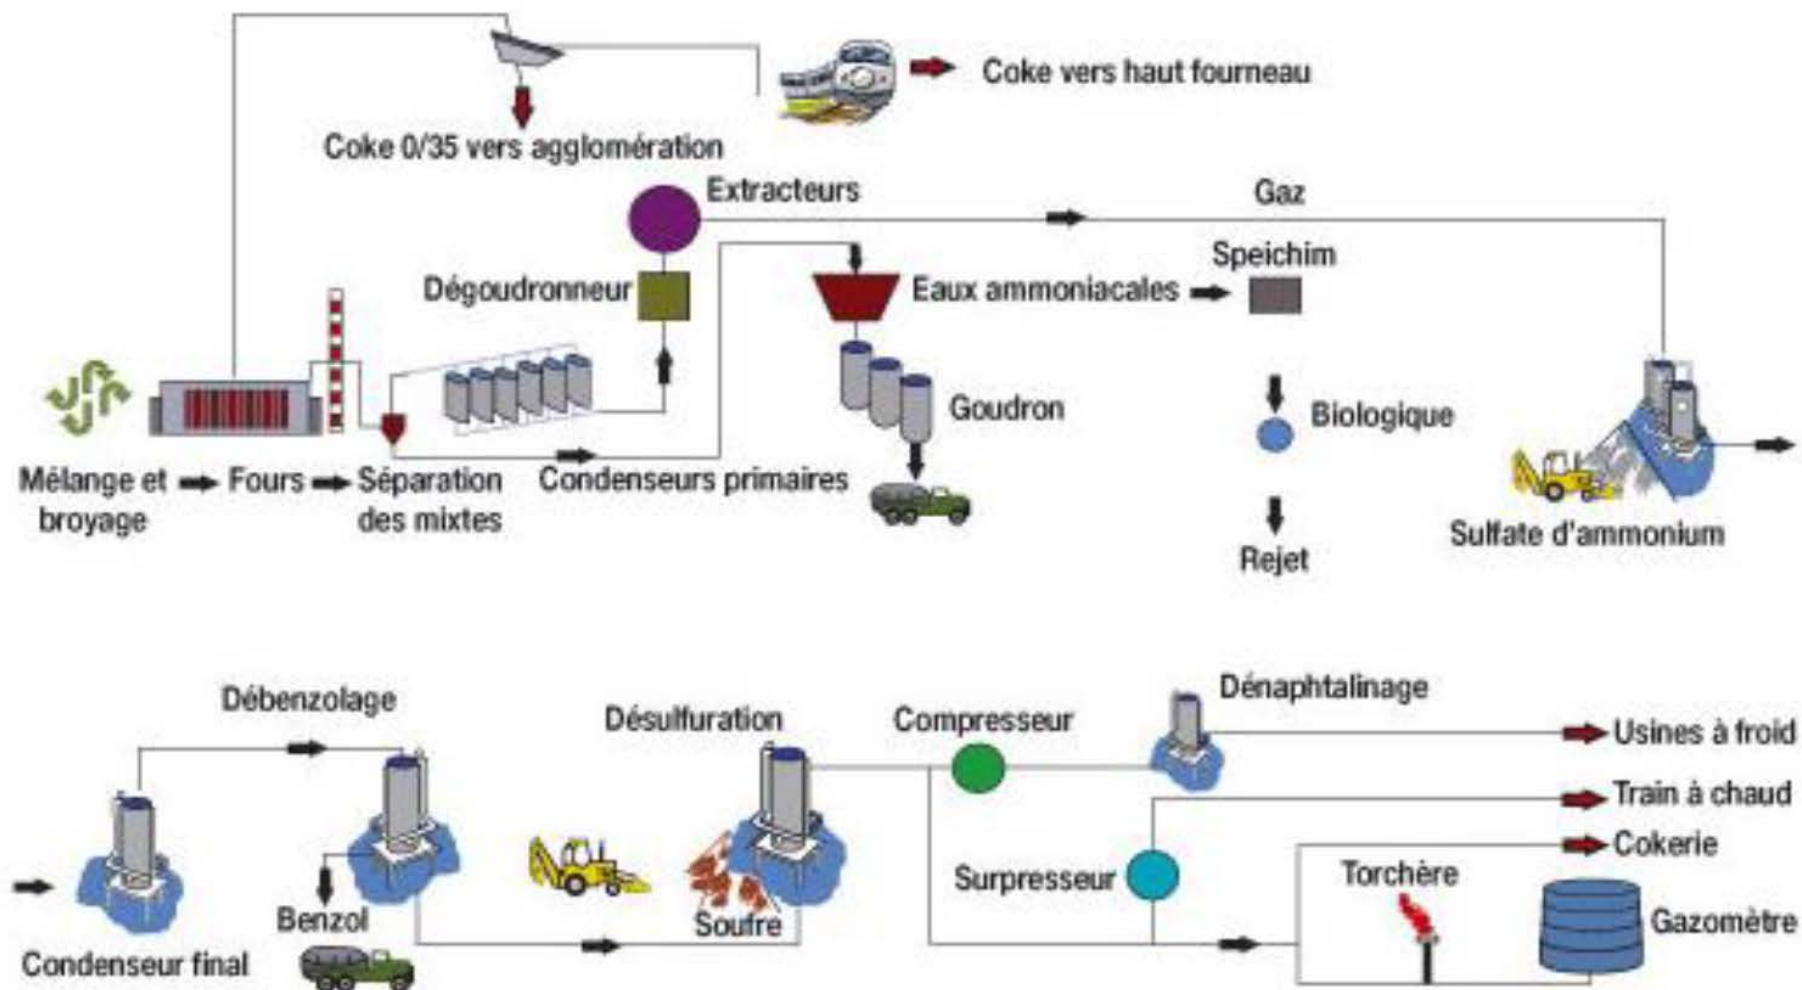 Coke vers haut fourneau
Coke 0/35 vers agglomération
Extracteurs
Gaz
Speichim
Dégoudronneur
Eaux ammoniacales
Goudron
Biologique
Mélange et
broyage
Fours
Séparation
des mixtes
Condenseurs primaires
Sulfate d'ammonium
Rejet
Débenzolage
Désulfuration
Compresseur
Dénaphtalinage
Usines à froid
Train à chaud
Cokerie
Surpresseur
Torchère
Gazomètre
Benzol
Soufre
Condenseur final